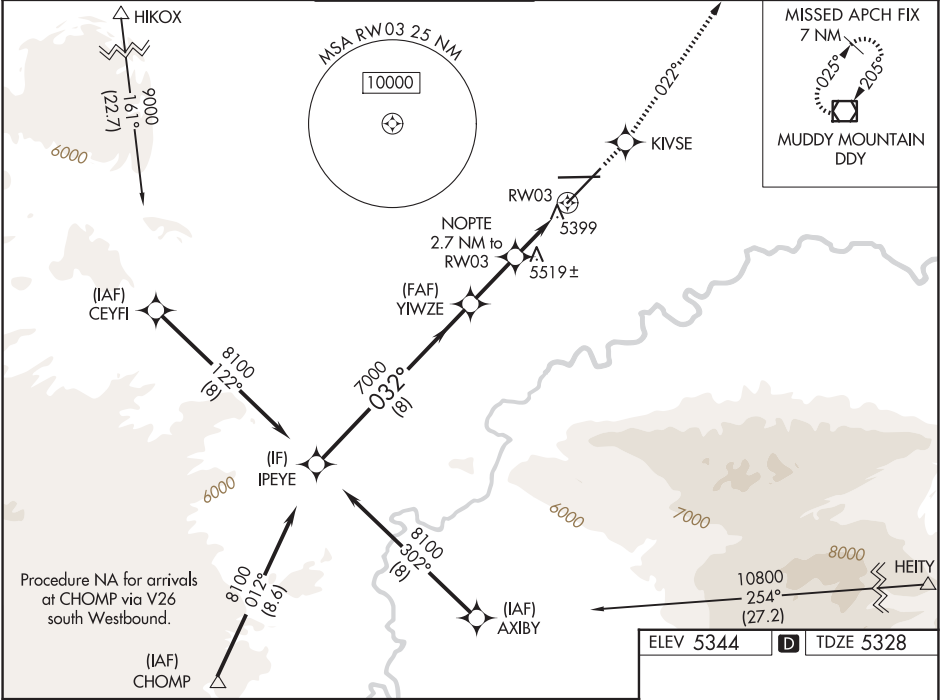 HIKOX
9000
161°
(22.7)
6000
MSA RW03 25 NM
10000
022°
KIVSE
MISSED APCH FIX
7 NM
025°
205°
MUDDY MOUNTAIN
DDY
RW03
5399
NOPTE
2.7 NM to
RW03
5519±
(FAF)
YIWZE
(IAF)
CEYFI
8100
122°
(8)
7000
032°
(8)
(IF)
IPEYE
6000
6000
7000
8000
8100
302°
(8)
8100
012°
(8.6)
Procedure NA for arrivals
at CHOMP via V26
south Westbound.
(IAF)
CHOMP
(IAF)
AXIBY
HEITY
10800
254°
(27.2)
ELEV 5344 D TDZE 5328